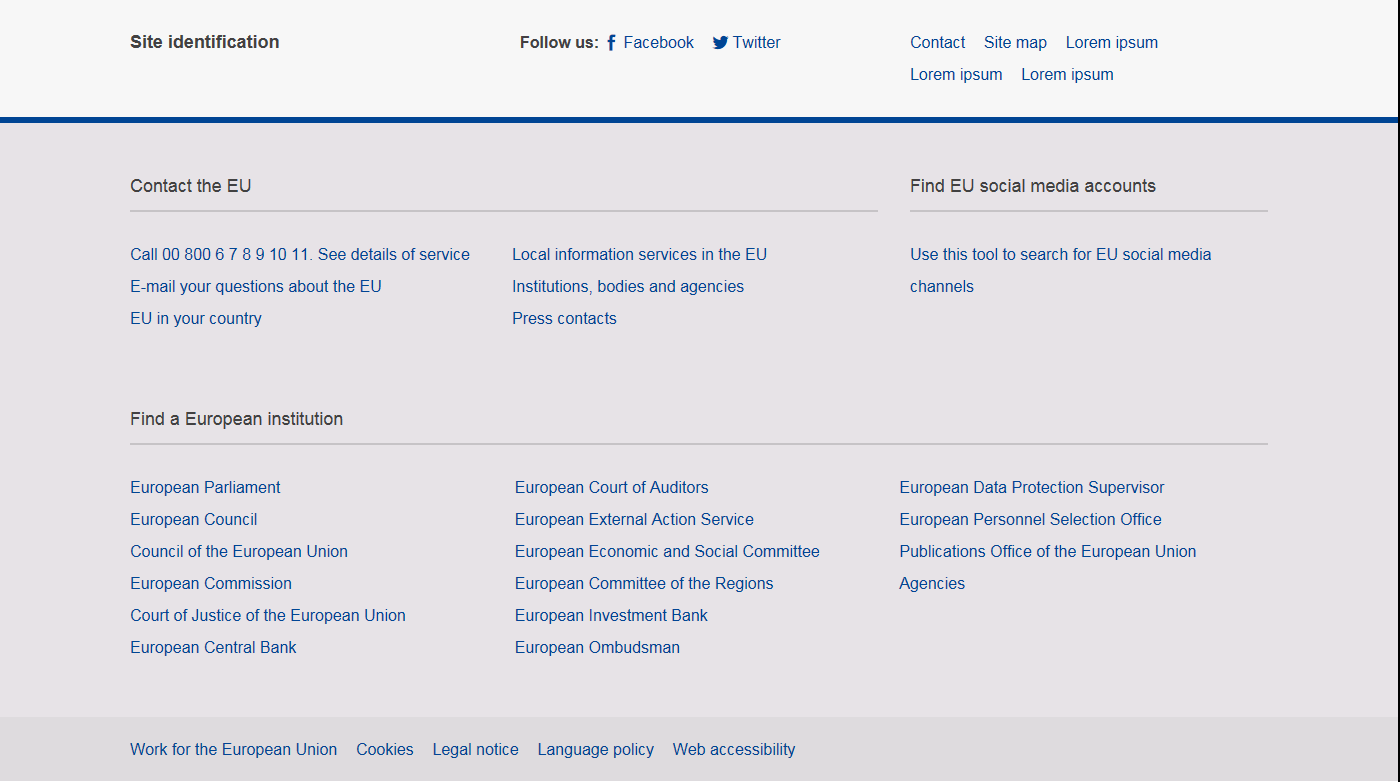 Site identification
Follow us: Facebook Twitter
Contact Site map Lorem ipsum
Lorem ipsum Lorem ipsum
Contact the EU
Call 00 800 6 7 8 9 10 11. See details of service
E-mail your questions about the EU
EU in your country
Local information services in the EU
Institutions, bodies and agencies
Press contacts
Find EU social media accounts
Use this tool to search for EU social media
channels
Find a European institution
European Parliament
European Council
Council of the European Union
European Commission
Court of Justice of the European Union
European Central Bank
European Court of Auditors
European External Action Service
European Economic and Social Committee
European Committee of the Regions
European Investment Bank
European Ombudsman
European Data Protection Supervisor
European Personnel Selection Office
Publications Office of the European Union
Agencies
Work for the European Union Cookies Legal notice Language policy Web accessibility